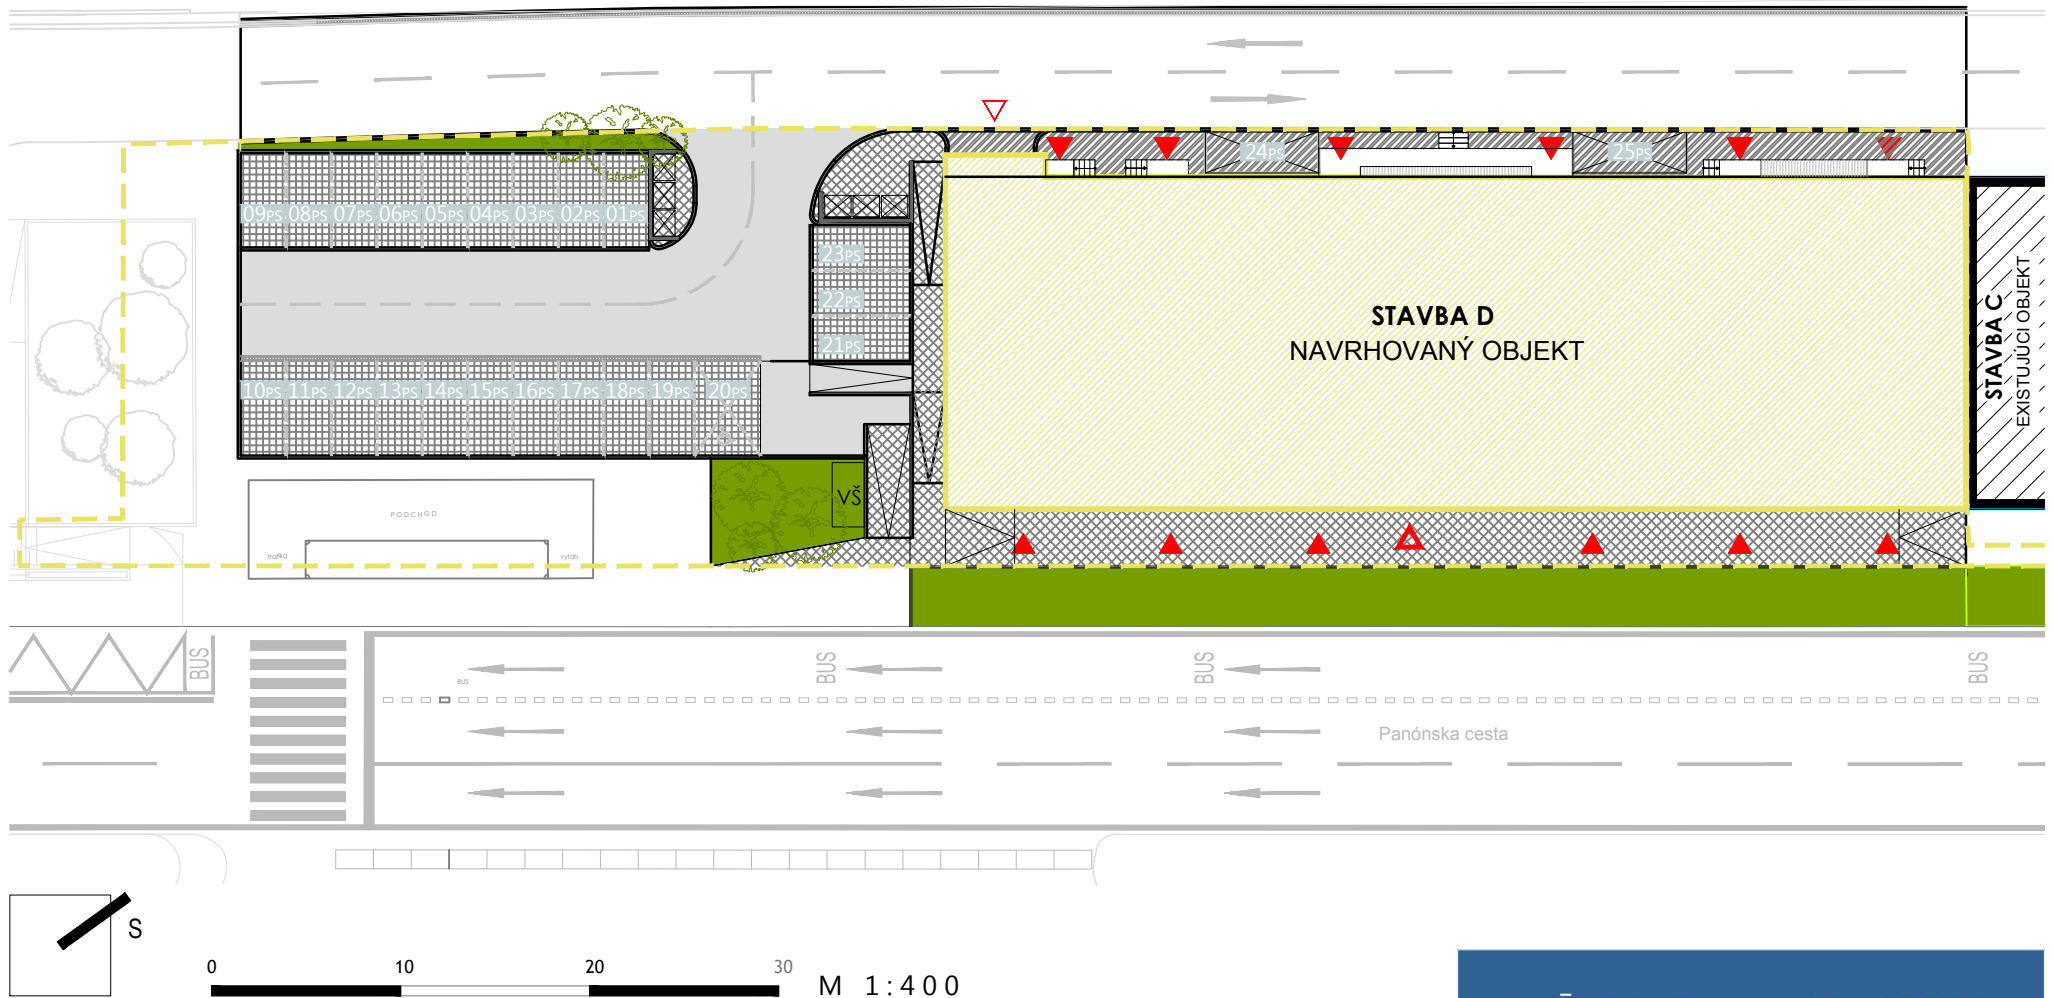 24PS
25PS
09PS 08PS 07PS 06PS 05PS 04PS 03PS 02PS 01PS
23PS
22PS
21PS
STAVBA D
NAVRHOVANÝ OBJEKT
STAVBA C
EXISTUJÚCI OBJEKT
10PS 11PS 12PS 13PS 14PS 15PS 16PS 17PS 18PS 19PS 20PS
VŠ
PODCHOD
trafika
vytah
BUS
BUS
BUS
BUS
BUS
Panónska cesta
S
0 10 20 30
M 1:400